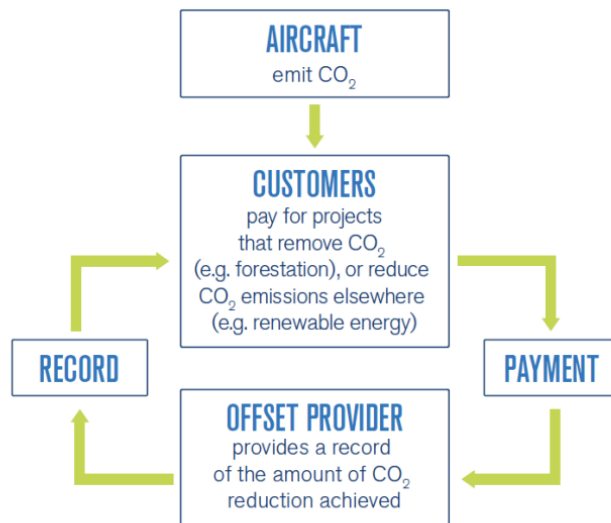 AIRCRAFT
emit CO₂
CUSTOMERS
pay for projects
that remove CO₂
(e.g. forestation), or reduce
CO₂ emissions elsewhere
(e.g. renewable energy)
RECORD
PAYMENT
OFFSET PROVIDER
provides a record
of the amount of CO₂
reduction achieved